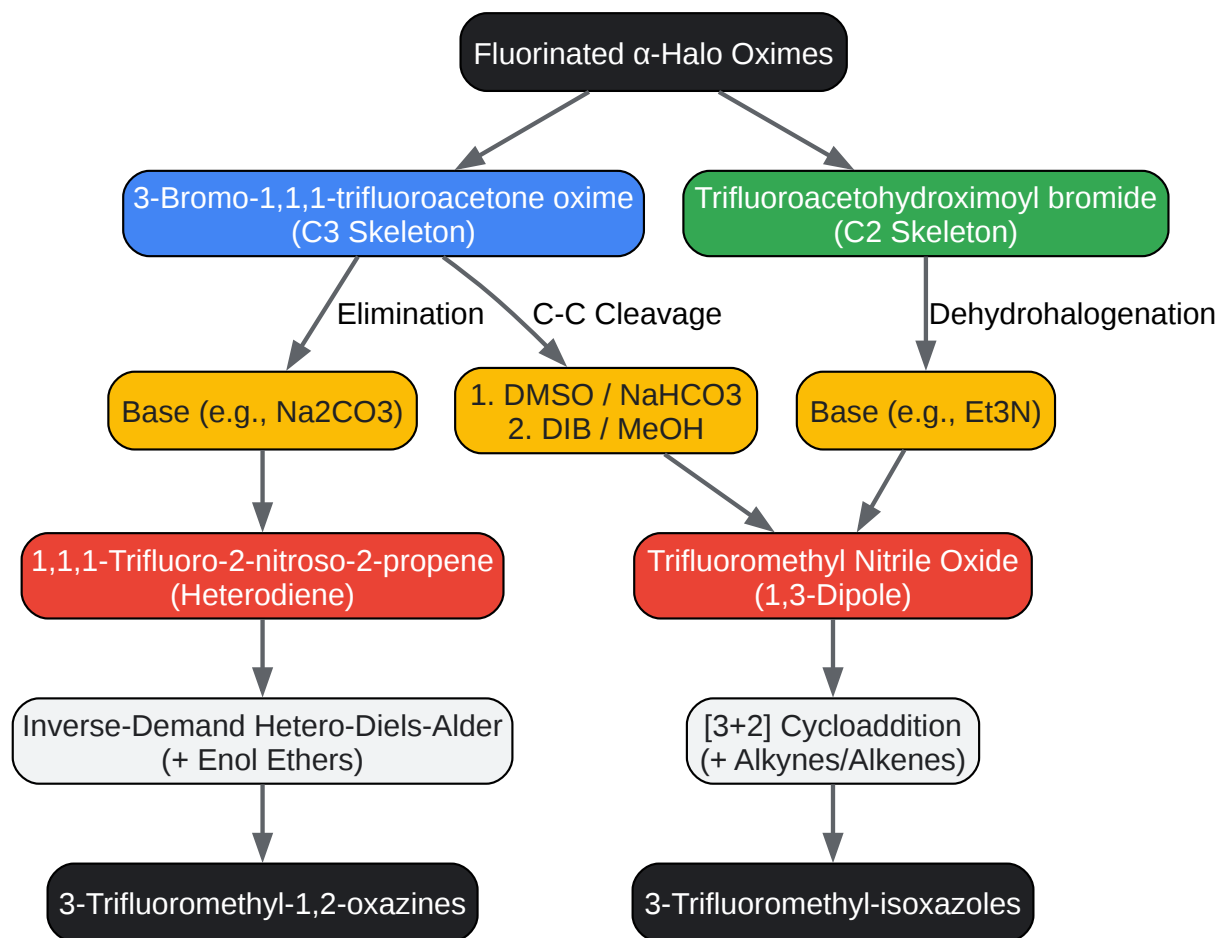 Fluorinated α-Halo Oximes
3-Bromo-1,1,1-trifluoroacetone oxime
(C3 Skeleton)
Trifluoroacetohydroximoyl bromide
(C2 Skeleton)
Elimination
C-C Cleavage
Dehydrohalogenation
Base (e.g., Na2CO3)
1. DMSO / NaHCO3
2. DIB / MeOH
Base (e.g., Et3N)
1,1,1-Trifluoro-2-nitroso-2-propene
(Heterodiene)
Trifluoromethyl Nitrile Oxide
(1,3-Dipole)
Inverse-Demand Hetero-Diels-Alder
(+ Enol Ethers)
[3+2] Cycloaddition
(+ Alkynes/Alkenes)
3-Trifluoromethyl-1,2-oxazines
3-Trifluoromethyl-isoxazoles